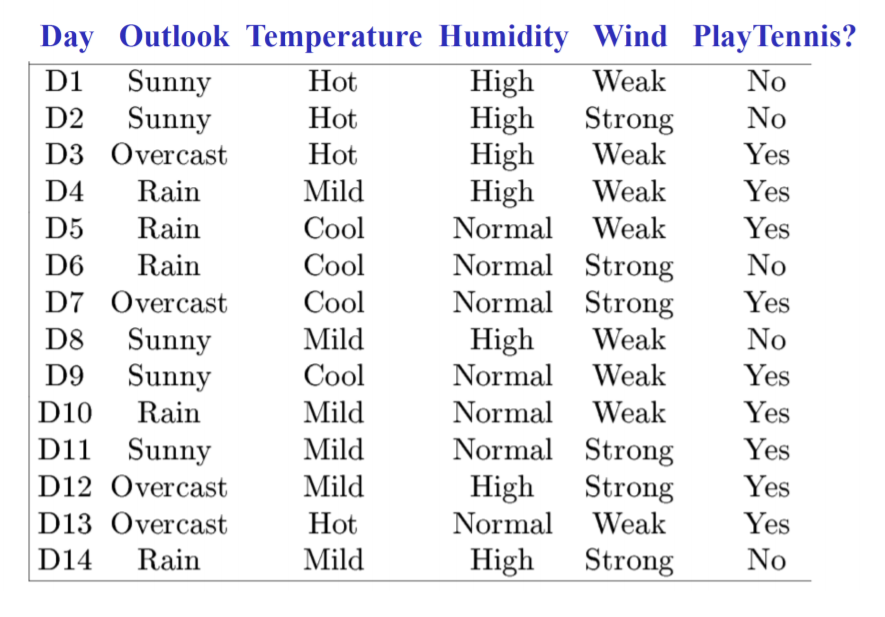 Day Outlook Temperature Humidity Wind PlayTennis?
D1 Sunny Hot High Weak No
D2 Sunny Hot High Strong No
D3 Overcast Hot High Weak Yes
D4 Rain Mild High Weak Yes
D5 Rain Cool Normal Weak Yes
D6 Rain Cool Normal Strong No
D7 Overcast Cool Normal Strong Yes
D8 Sunny Mild High Weak No
D9 Sunny Cool Normal Weak Yes
D10 Rain Mild Normal Weak Yes
D11 Sunny Mild Normal Strong Yes
D12 Overcast Mild High Strong Yes
D13 Overcast Hot Normal Weak Yes
D14 Rain Mild High Strong No